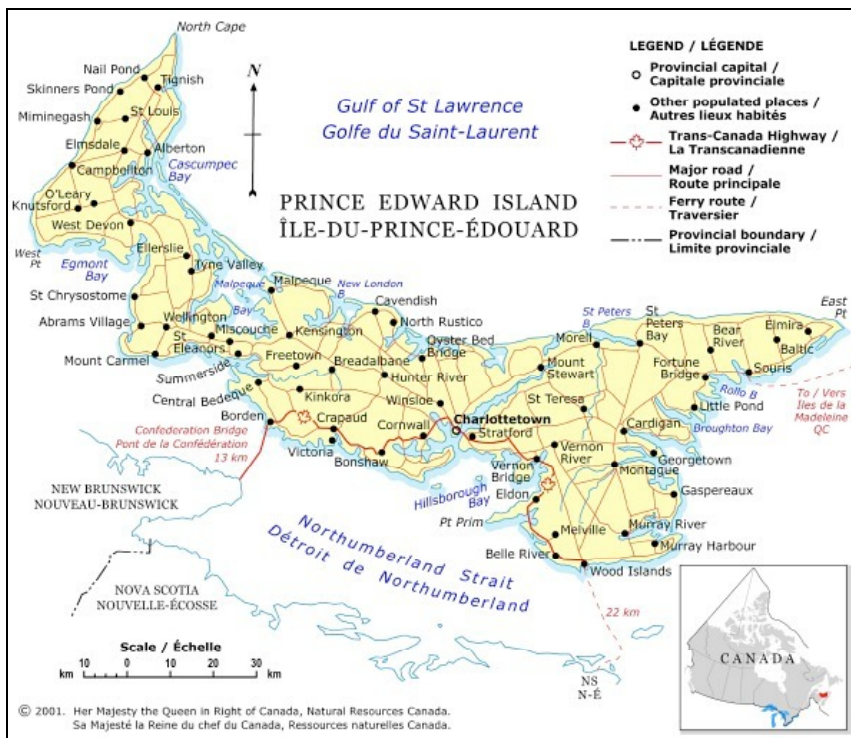 North Cape
Nail Pond
Skinners Pond
Tignish
Miminegash
St Louis
Elmsdale
Alberton
Campbellton
Cascumpec
Bay
O'Leary
Knutsford
West Devon
West Pt
Egmont
Bay
Ellerslie
Tyne Valley
St Chrysostome
Abrams Village
Wellington
Mount Carmel
St
Eleanors
Miscouche
Summerside
Malpeque
Bay
Malpeque
New London
B
Kensington
Cavendish
North Rustico
Oyster Bed
Bridge
Freetown
Breadalbane
Hunter River
Central Bedeque
Kinkora
Winsloe
Borden
Crapaud
Cornwall
Charlottetown
Stratford
Victoria
Bonshaw
Confederation Bridge
Pont de la Confédération
13 km
St Peters
B
St
Peters
Bay
Morell
Mount
Stewart
Bear
River
Elmira
Baltic
East
Pt
Fortune
Bridge
Souris
Rollo B
Little Pond
Broughton Bay
St Teresa
Cardigan
Georgetown
Vernon
River
Vernon
Bridge
Montague
Gaspereaux
Hillsborough
Bay
Eldon
Pt Prim
Melville
Murray River
Murray Harbour
Belle River
Wood Islands
To / Vers
Îles de la
Madeleine
QC
22 km
NS
N-É
NEW BRUNSWICK
NOUVEAU-BRUNSWICK
NOVA SCOTIA
NOUVELLE-ÉCOSSE
Northumberland Strait
Détroit de Northumberland
N
Gulf of St Lawrence
Golfe du Saint-Laurent
PRINCE EDWARD ISLAND
ÎLE-DU-PRINCE-ÉDOUARD
LEGEND / LÉGENDE
Provincial capital /
Capitale provinciale
Other populated places /
Autres lieux habités
Trans-Canada Highway /
La Transcanadienne
Major road /
Route principale
Ferry route /
Traversier
Provincial boundary /
Limite provinciale
Scale / Échelle
km 10 0 10 20 30 km
CANADA
© 2001. Her Majesty the Queen in Right of Canada, Natural Resources Canada.
Sa Majesté la Reine du chef du Canada, Ressources naturelles Canada.